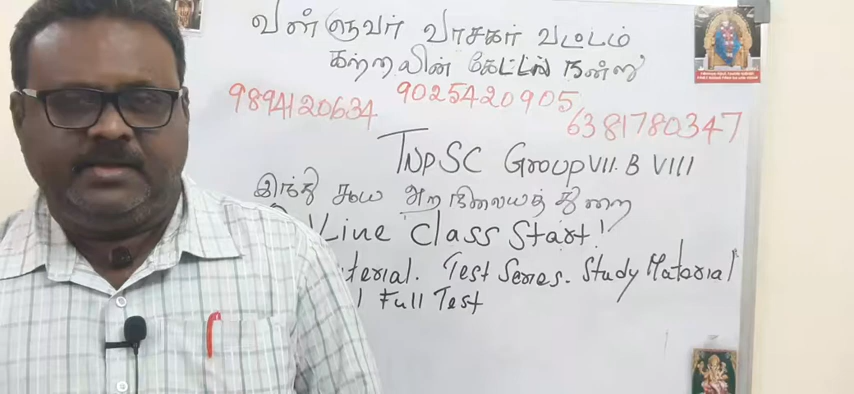 வள்ளுவர் வாசகர் வட்டம்
கற்றலின் கேட்டல் நன்று
9894120634 9025420905 6381780347
TNPSC Group VII. B VIII
இந்து சமய அறநிலையத் துறை
Line Class Start!
terial. Test Series. Study Material
Full Test